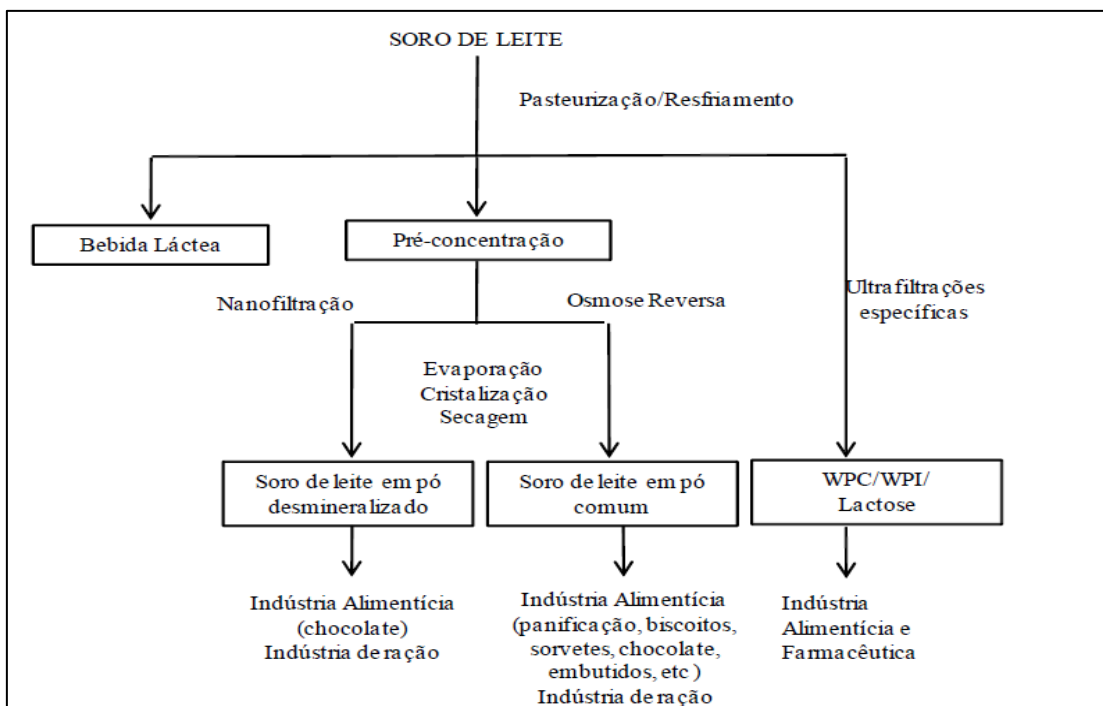 SORO DE LEITE
Pasteurização/Resfriamento
Bebida Láctea
Pré-concentração
Nanofiltração
Osmose Reversa
Ultrafiltrações
específicas
Evaporação
Cristalização
Secagem
Soro de leite em pó
desmineralizado
Soro de leite em pó
comum
WPC/WPI/
Lactose
Indústria Alimentícia
(chocolate)
Indústria de ração
Indústria Alimentícia
(panificação, biscoitos,
sorvetes, chocolate,
embutidos, etc )
Indústria de ração
Indústria
Alimentícia e
Farmacêutica